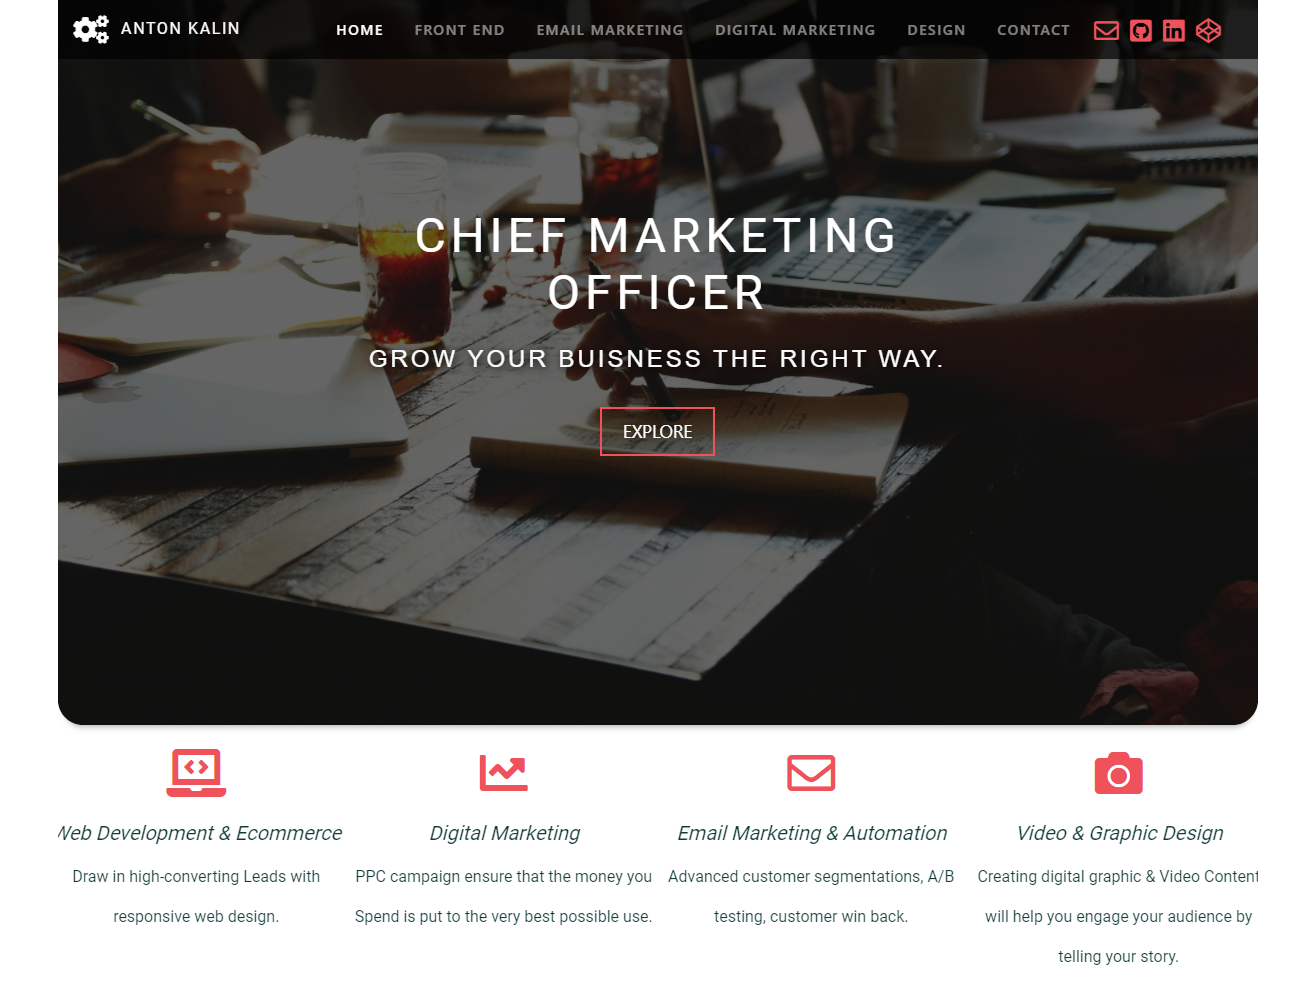 ANTON KALIN
HOME FRONT END EMAIL MARKETING DIGITAL MARKETING DESIGN CONTACT
CHIEF MARKETING
OFFICER
GROW YOUR BUISNESS THE RIGHT WAY.
EXPLORE
Web Development & Ecommerce
Draw in high-converting Leads with
responsive web design.
Digital Marketing
PPC campaign ensure that the money you
Spend is put to the very best possible use.
Email Marketing & Automation
Advanced customer segmentations, A/B
testing, customer win back.
Video & Graphic Design
Creating digital graphic & Video Content
will help you engage your audience by
telling your story.